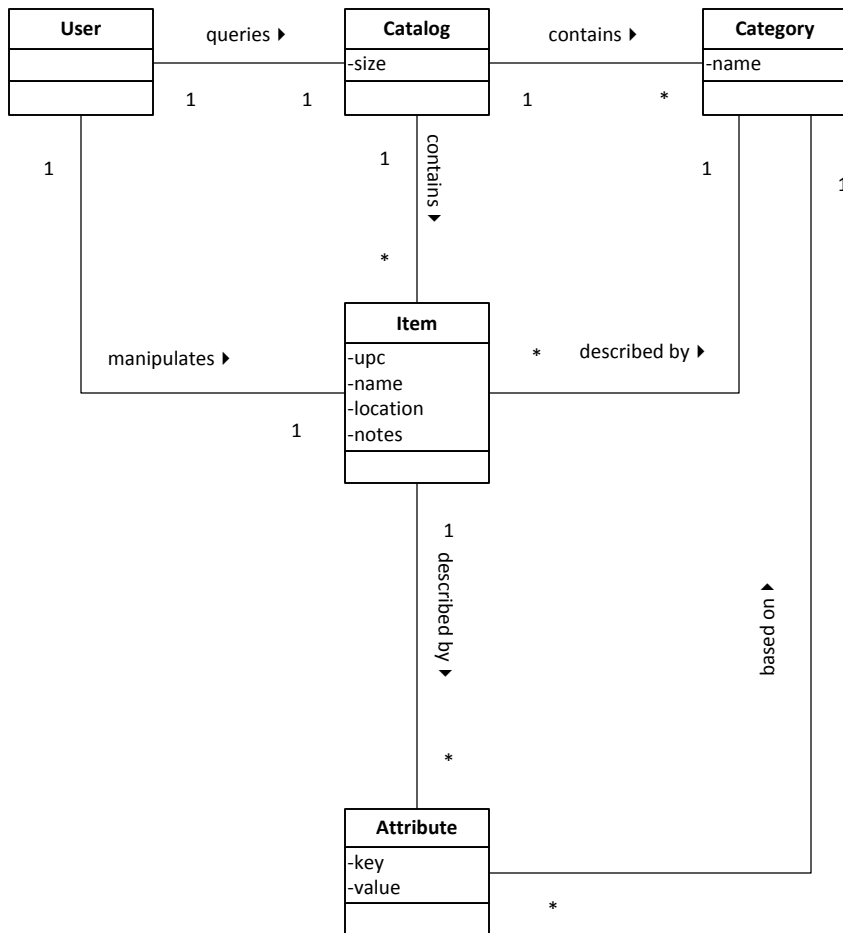 User
queries
Catalog
-size
contains
Category
-name
1
1
1
*
1
1
contains
1
1
*
Item
-upc
-name
-location
-notes
manipulates
*
described by
1
1
described by
based on
*
Attribute
-key
-value
*